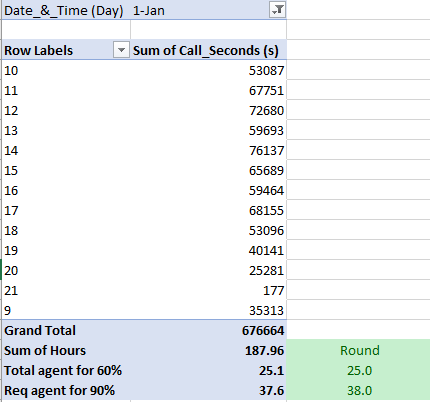 Date_&_Time (Day) 1-Jan
Row Labels Sum of Call_Seconds (s)
10 53087
11 67751
12 72680
13 59693
14 76137
15 65689
16 59464
17 68155
18 53096
19 40141
20 25281
21 177
9 35313
Grand Total 676664
Sum of Hours 187.96 Round
Total agent for 60% 25.1 25.0
Req agent for 90% 37.6 38.0